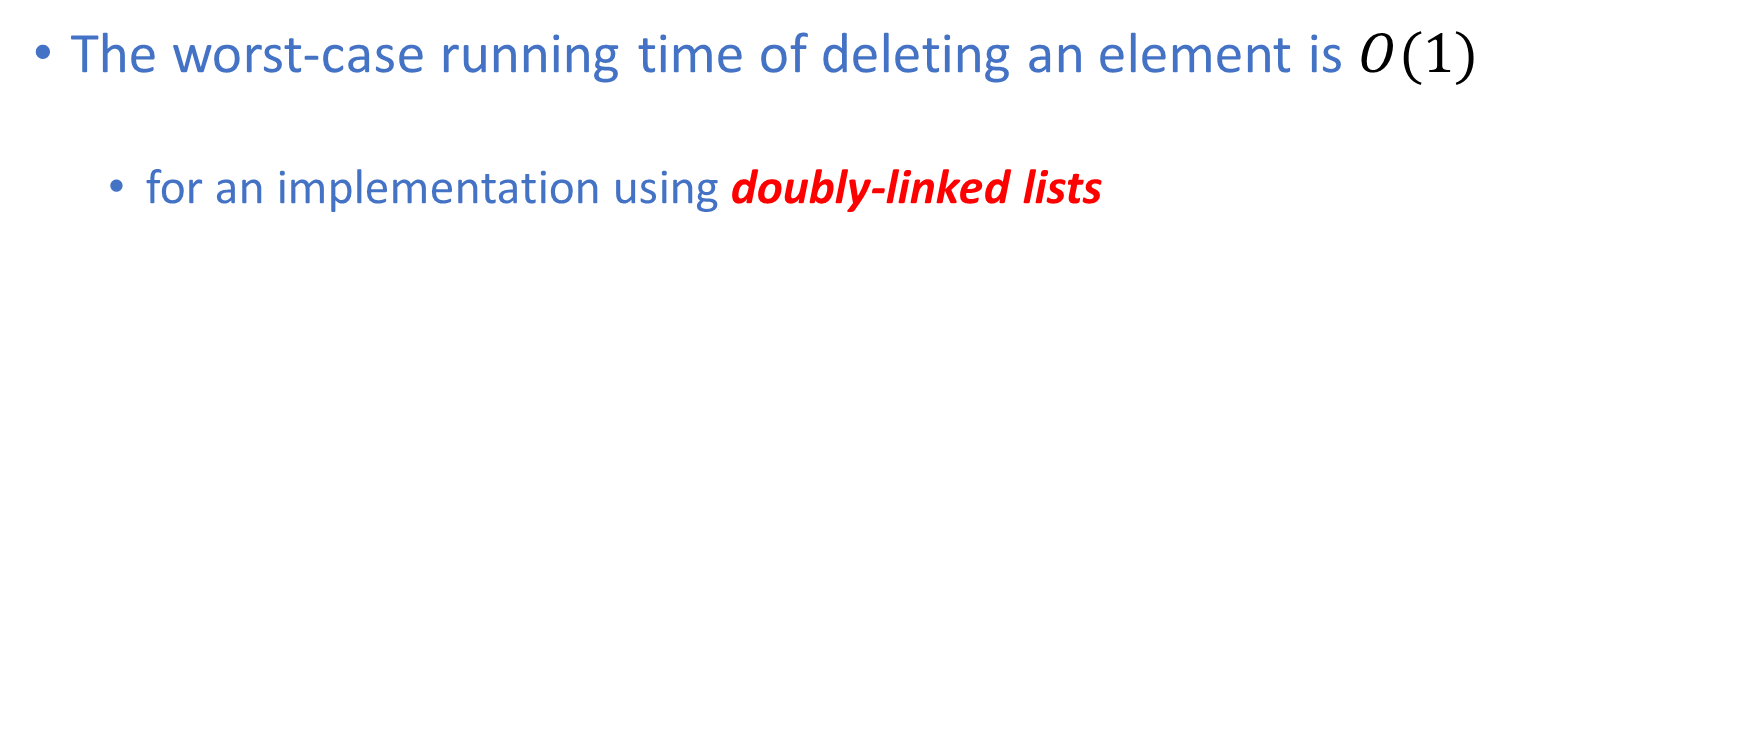 • The worst-case running time of deleting an element is O(1)
• for an implementation using doubly-linked lists